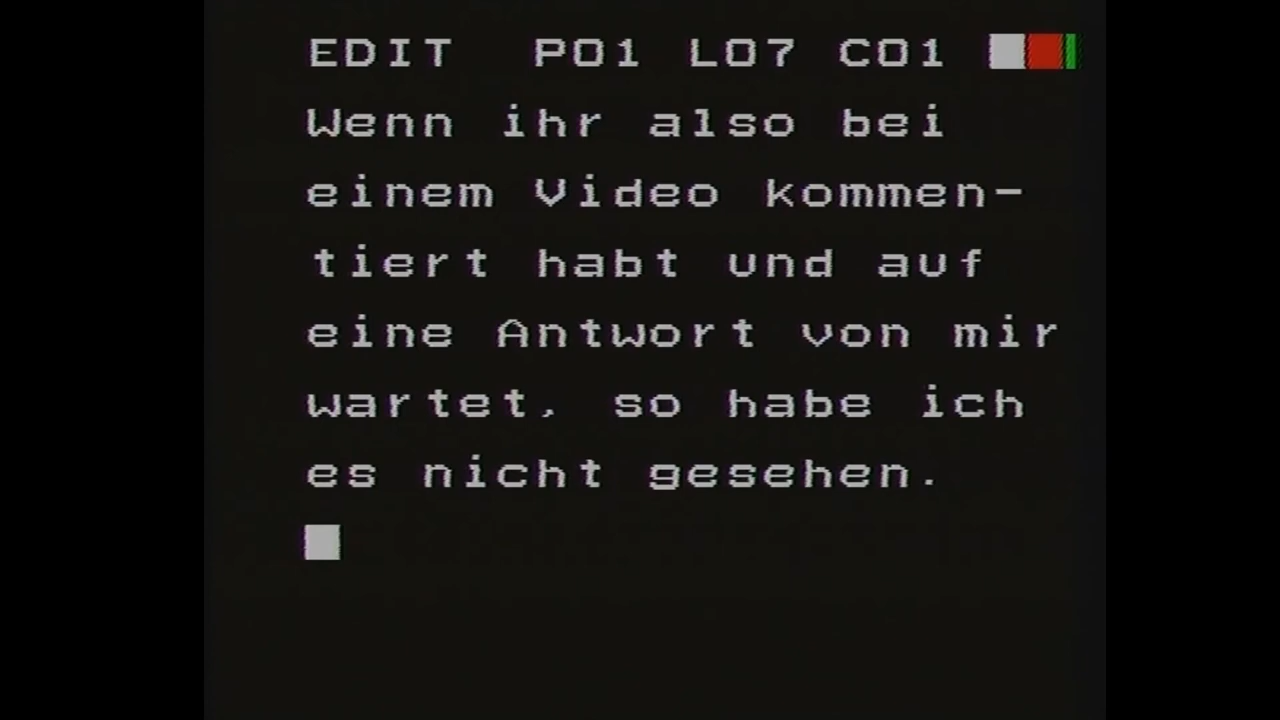 EDIT P01 L07 C01
Wenn ihr also bei
einem Video kommen-
tiert habt und auf
eine Antwort von mir
wartet, so habe ich
es nicht gesehen.